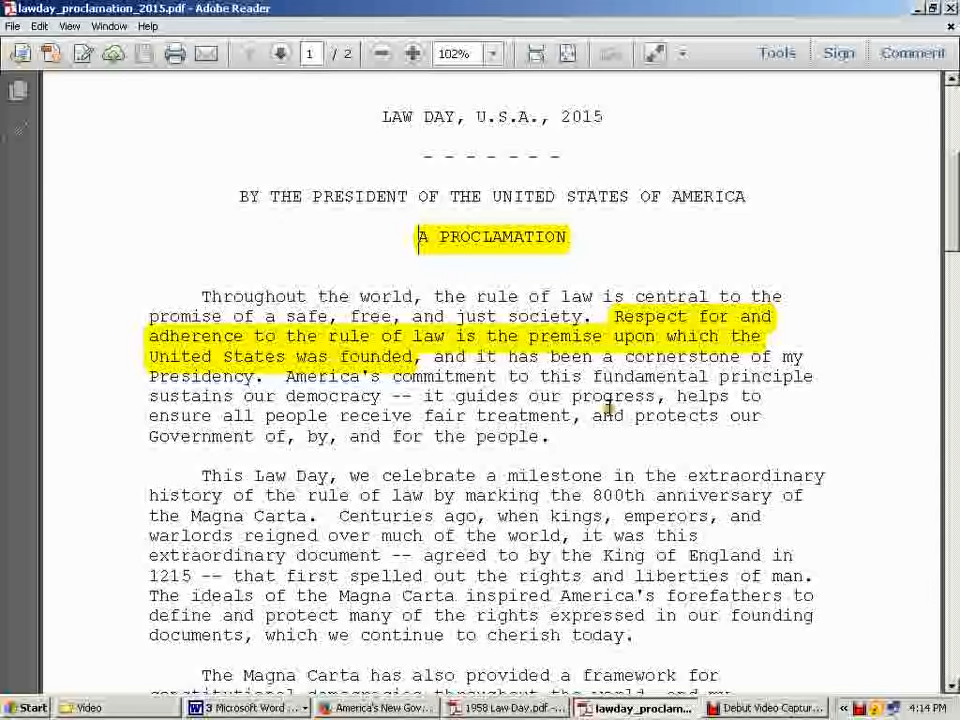 lawday_proclamation_2015.pdf - Adobe Reader
File Edit View Window Help
1 / 2 102% Tools Sign Comment
LAW DAY, U.S.A., 2015
- - - - - - -
BY THE PRESIDENT OF THE UNITED STATES OF AMERICA
A PROCLAMATION
Throughout the world, the rule of law is central to the
promise of a safe, free, and just society. Respect for and
adherence to the rule of law is the premise upon which the
United States was founded, and it has been a cornerstone of my
Presidency. America's commitment to this fundamental principle
sustains our democracy -- it guides our progress, helps to
ensure all people receive fair treatment, and protects our
Government of, by, and for the people.
This Law Day, we celebrate a milestone in the extraordinary
history of the rule of law by marking the 800th anniversary of
the Magna Carta. Centuries ago, when kings, emperors, and
warlords reigned over much of the world, it was this
extraordinary document -- agreed to by the King of England in
1215 -- that first spelled out the rights and liberties of man.
The ideals of the Magna Carta inspired America's forefathers to
define and protect many of the rights expressed in our founding
documents, which we continue to cherish today.
The Magna Carta has also provided a framework for
constitutional democracies throughout the world, and my
Start Video 3 Microsoft Word ... America's New Gov... 1958 Law Day.pdf -... lawday_proclam... Debut Video Captur... « 4:14 PM